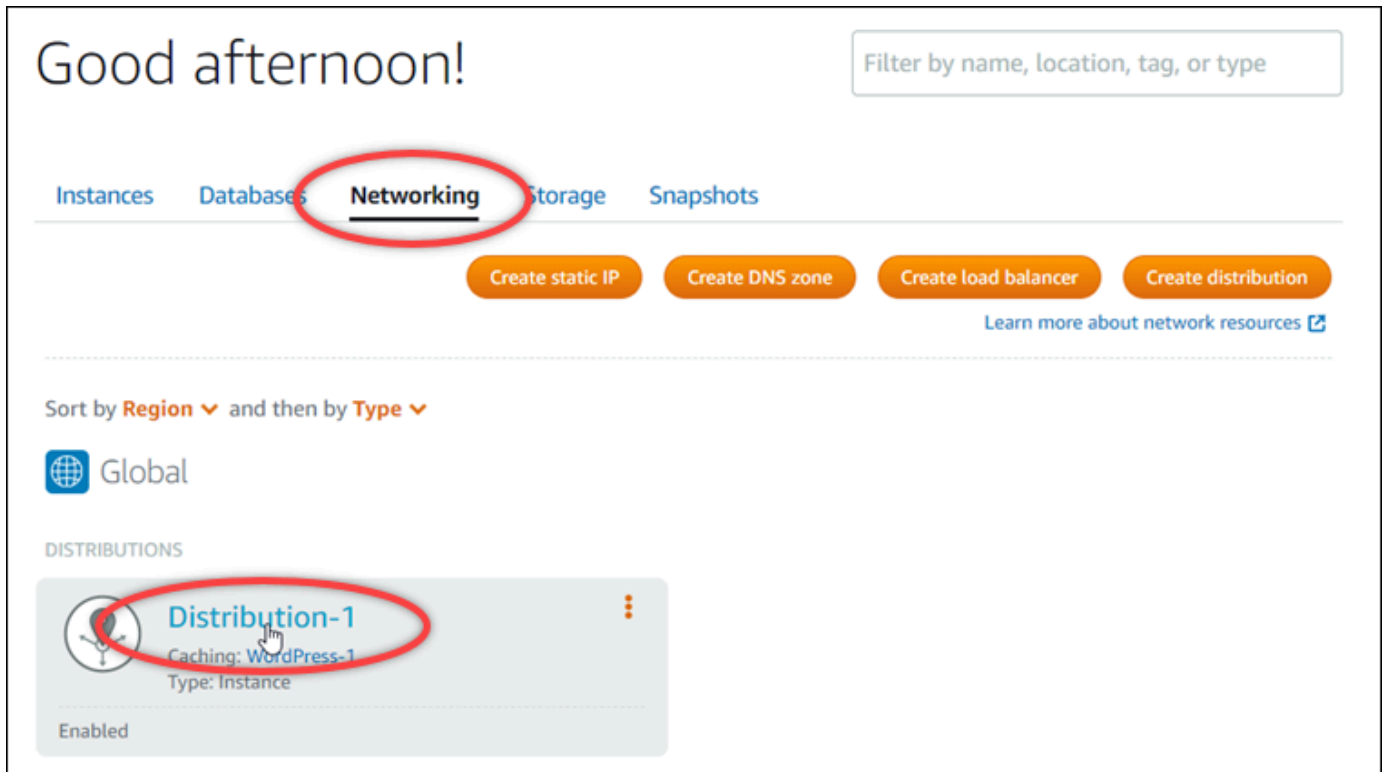 Good afternoon!
Filter by name, location, tag, or type
Instances Databases Networking Storage Snapshots
Create static IP Create DNS zone Create load balancer Create distribution
Learn more about network resources
Sort by Region and then by Type
Global
DISTRIBUTIONS
Distribution-1
Caching: WordPress-1
Type: Instance
Enabled